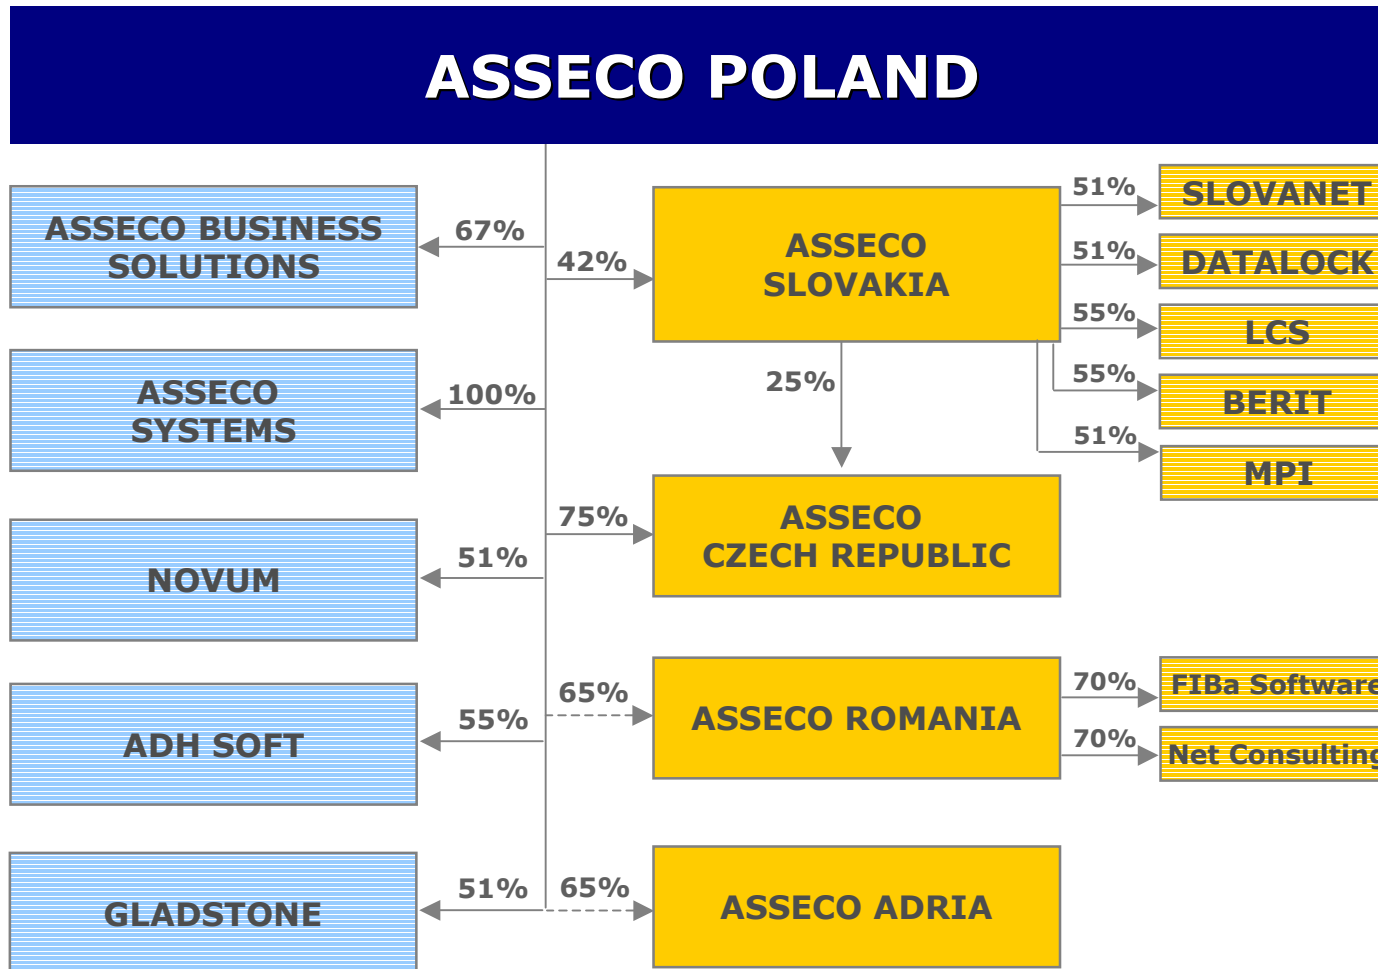 ASSECO POLAND
ASSECO BUSINESS
SOLUTIONS
67%
42%
ASSECO
SLOVAKIA
51%
SLOVANET
51%
DATALOCK
55%
LCS
55%
BERIT
51%
MPI
ASSECO
SYSTEMS
100%
25%
75%
ASSECO
CZECH REPUBLIC
NOVUM
51%
65%
ASSECO ROMANIA
70%
FIBa Software
70%
Net Consulting
ADH SOFT
55%
GLADSTONE
51%
65%
ASSECO ADRIA